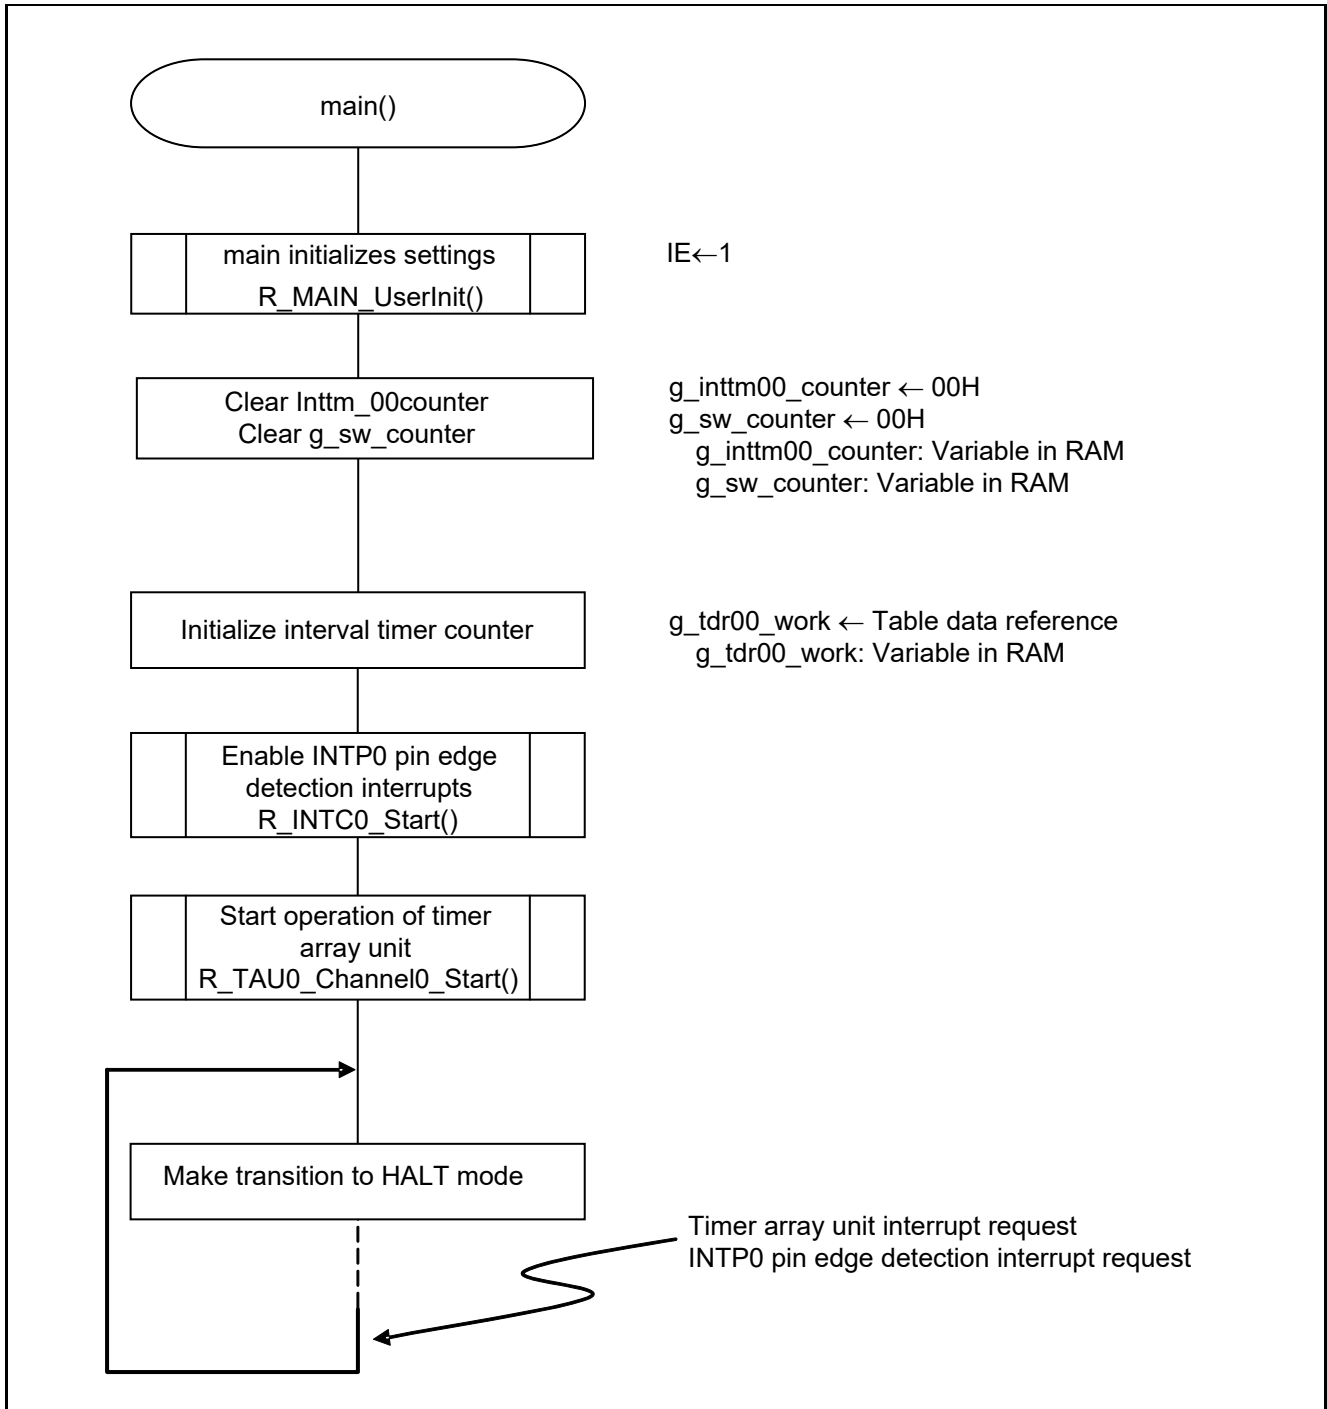 main()
main initializes settings
R_MAIN_UserInit()
IE←1
Clear Inttm_00counter
Clear g_sw_counter
g_inttm00_counter ← 00H
g_sw_counter ← 00H
g_inttm00_counter: Variable in RAM
g_sw_counter: Variable in RAM
Initialize interval timer counter
g_tdr00_work ← Table data reference
g_tdr00_work: Variable in RAM
Enable INTP0 pin edge
detection interrupts
R_INTC0_Start()
Start operation of timer
array unit
R_TAU0_Channel0_Start()
Make transition to HALT mode
Timer array unit interrupt request
INTP0 pin edge detection interrupt request